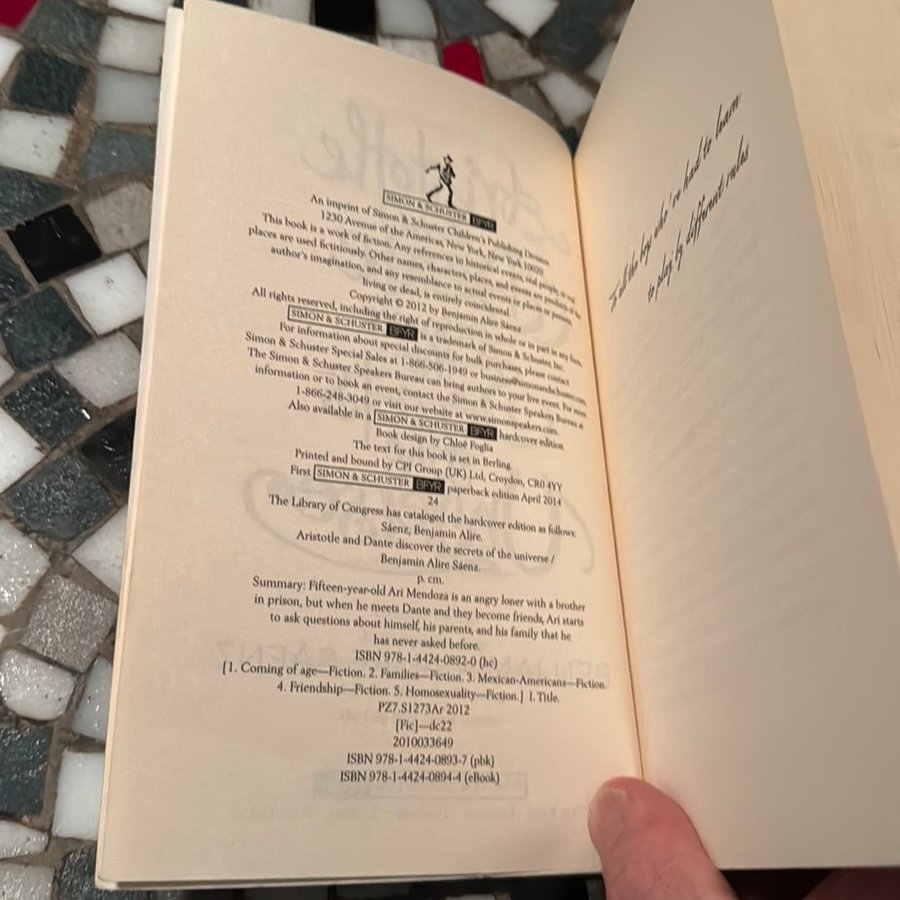 SIMON & SCHUSTER BFYR
An imprint of Simon & Schuster Children's Publishing Division
1230 Avenue of the Americas, New York, New York 10020
This book is a work of fiction. Any references to historical events, real people, or real
places are used fictitiously. Other names, characters, places, and events are products of the
author's imagination, and any resemblance to actual events or places or persons,
living or dead, is entirely coincidental.
Copyright © 2012 by Benjamin Alire Sáenz
All rights reserved, including the right of reproduction in whole or in part in any form.
SIMON & SCHUSTER BFYR is a trademark of Simon & Schuster, Inc.
For information about special discounts for bulk purchases, please contact
Simon & Schuster Special Sales at 1-866-506-1949 or business@simonandschuster.com.
The Simon & Schuster Speakers Bureau can bring authors to your live event. For more
information or to book an event, contact the Simon & Schuster Speakers Bureau at
1-866-248-3049 or visit our website at www.simonspeakers.com.
Also available in a SIMON & SCHUSTER BFYR hardcover edition
Book design by Chloë Foglia
The text for this book is set in Berling.
Printed and bound by CPI Group (UK) Ltd, Croydon, CR0 4YY
First SIMON & SCHUSTER BFYR paperback edition April 2014
24
The Library of Congress has cataloged the hardcover edition as follows:
Sáenz, Benjamin Alire.
Aristotle and Dante discover the secrets of the universe /
Benjamin Alire Sáenz.
p. cm.
Summary: Fifteen-year-old Ari Mendoza is an angry loner with a brother
in prison, but when he meets Dante and they become friends, Ari starts
to ask questions about himself, his parents, and his family that he
has never asked before.
ISBN 978-1-4424-0892-0 (hc)
[1. Coming of age—Fiction. 2. Families—Fiction. 3. Mexican-Americans—Fiction.
4. Friendship—Fiction. 5. Homosexuality—Fiction.] I. Title.
PZ7.S1273Ar 2012
[Fic]—dc22
2010033649
ISBN 978-1-4424-0893-7 (pbk)
ISBN 978-1-4424-0894-4 (eBook)
To all the boys who've had to learn
to play by different rules